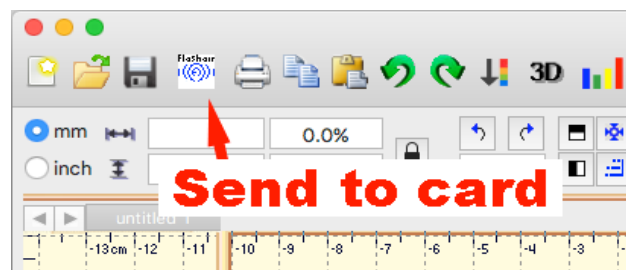 Flashair
3D
mm
0.0%
inch
Send to card
untitled 1
-13cm -12 -11 -10 -9 -8 -7 -6 -5 -4 -3